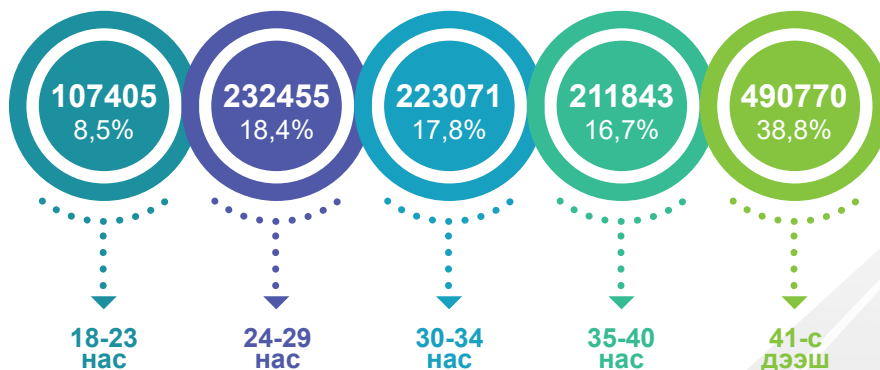 107405
8,5%
232455
18,4%
223071
17,8%
211843
16,7%
490770
38,8%
18-23
нас
24-29
нас
30-34
нас
35-40
нас
41-с
дээш